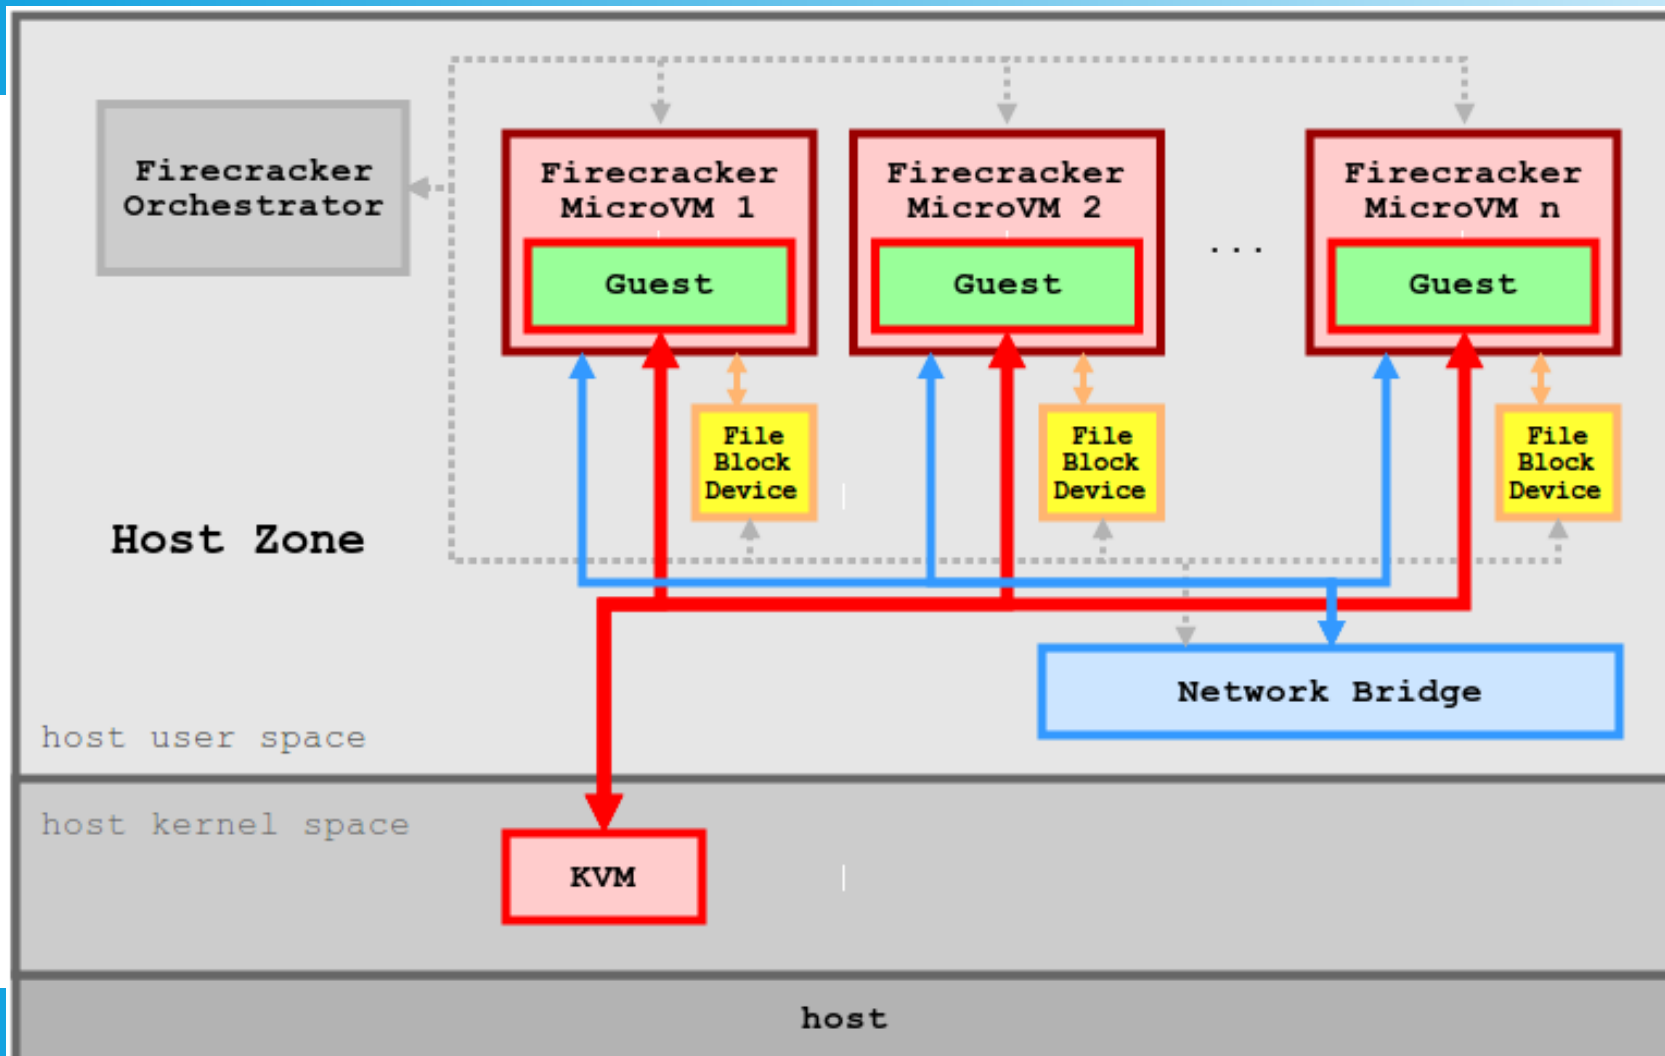 Firecracker
Orchestrator
Firecracker
MicroVM 1
Guest
Firecracker
MicroVM 2
Guest
...
Firecracker
MicroVM n
Guest
File
Block
Device
File
Block
Device
File
Block
Device
Host Zone
Network Bridge
host user space
host kernel space
KVM
host